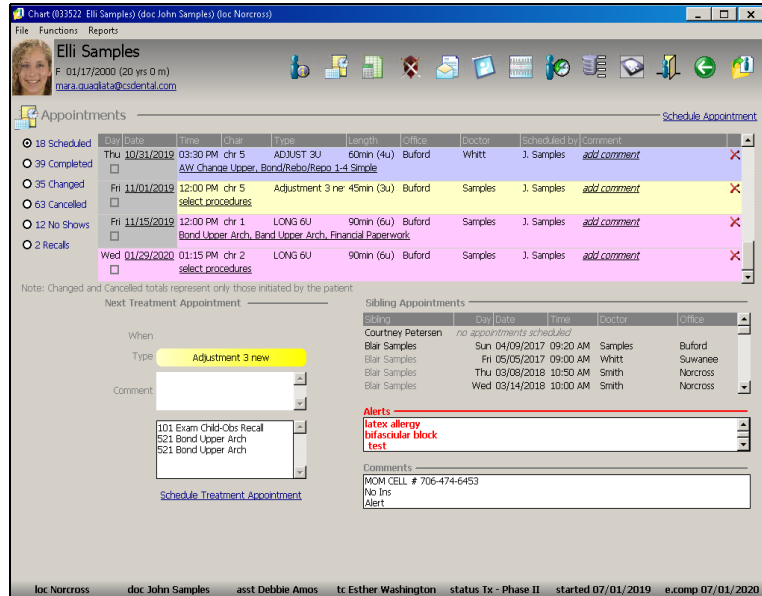 Chart (033522 Elli Samples) (doc John Samples) (loc Norcross)
File Functions Reports
Elli Samples
F 01/17/2000 (20 yrs 0 m)
mara.quagliata@csdental.com
Appointments
Schedule Appointment
18 Scheduled
39 Completed
35 Changed
63 Cancelled
12 No Shows
2 Recalls
Day Date Time Chair Type Length Office Doctor Scheduled by Comment
Thu 10/31/2019 03:30 PM chr 5 ADJUST 3U 60min (4u) Buford Whitt J. Samples add comment
AW Change Upper, Bond/Rebo/Repo 1-4 Simple
Fri 11/01/2019 12:00 PM chr 5 Adjustment 3 ne 45min (3u) Buford Samples J. Samples add comment
select procedures
Fri 11/15/2019 12:00 PM chr 1 LONG 6U 90min (6u) Buford Samples J. Samples add comment
Bond Upper Arch, Band Upper Arch, Financial Paperwork
Wed 01/29/2020 01:15 PM chr 2 LONG 6U 90min (6u) Buford Samples J. Samples add comment
select procedures
Note: Changed and Cancelled totals represent only those initiated by the patient
Next Treatment Appointment
When
Type Adjustment 3 new
Comment
101 Exam Child-Obs Recall
521 Bond Upper Arch
521 Bond Upper Arch
Schedule Treatment Appointment
Sibling Appointments
Sibling Day Date Time Doctor Office
Courtney Petersen no appointments scheduled
Blair Samples Sun 04/09/2017 09:20 AM Samples Buford
Blair Samples Fri 05/05/2017 09:00 AM Whitt Suwanee
Blair Samples Thu 03/08/2018 10:50 AM Smith Norcross
Blair Samples Wed 03/14/2018 10:00 AM Smith Norcross
Alerts
latex allergy
bifasciular block
test
Comments
MOM CELL # 706-474-6453
No Ins
Alert
loc Norcross doc John Samples asst Debbie Amos tc Esther Washington status Tx - Phase II started 07/01/2019 e.comp 07/01/2020